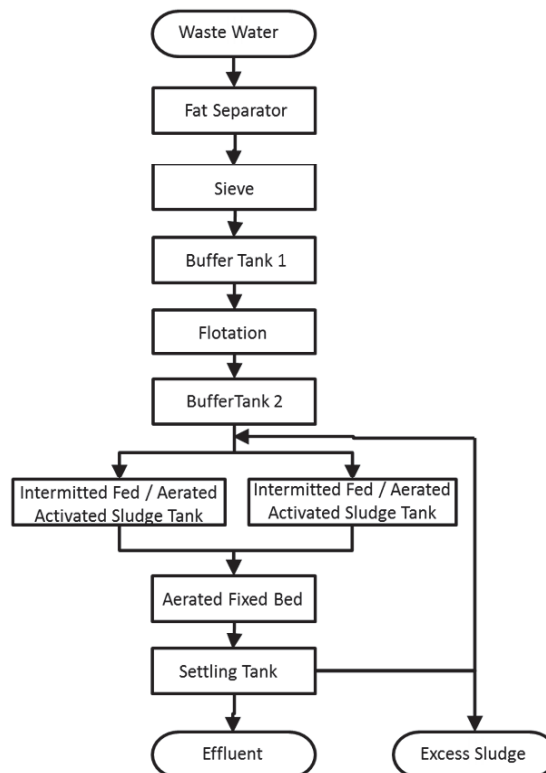 Waste Water
Fat Separator
Sieve
Buffer Tank 1
Flotation
BufferTank 2
Intermitted Fed / Aerated
Activated Sludge Tank
Intermitted Fed / Aerated
Activated Sludge Tank
Aerated Fixed Bed
Settling Tank
Effluent
Excess Sludge